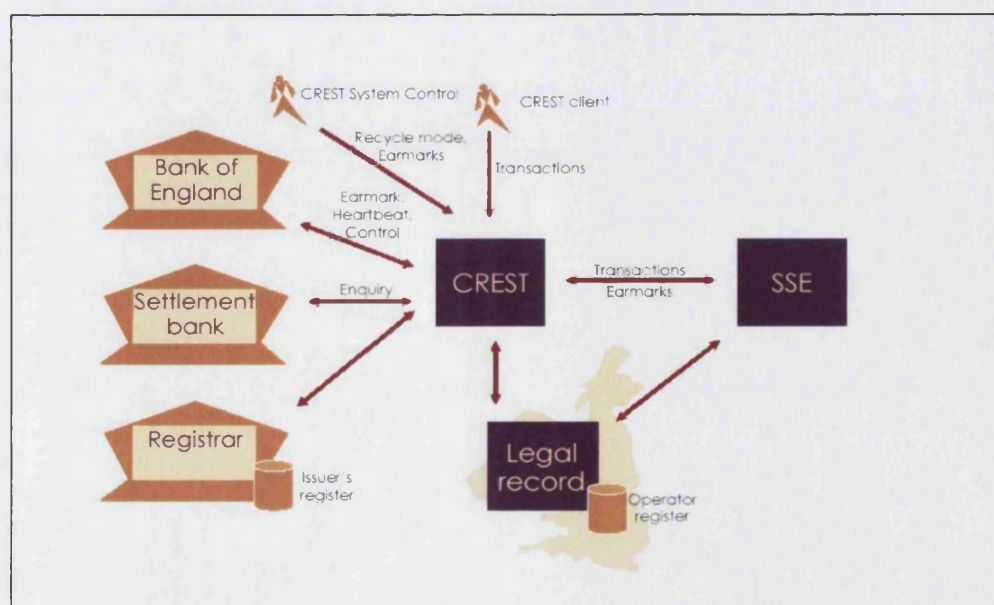 CREST System Control
CREST client
Recycle mode,
Earmarks
Transactions
Bank of
England
Earmark,
Heartbeat,
Control
CREST
Transactions
Earmarks
SSE
Settlement
bank
Enquiry
Registrar
Issuer's
register
Legal
record
Operator
register